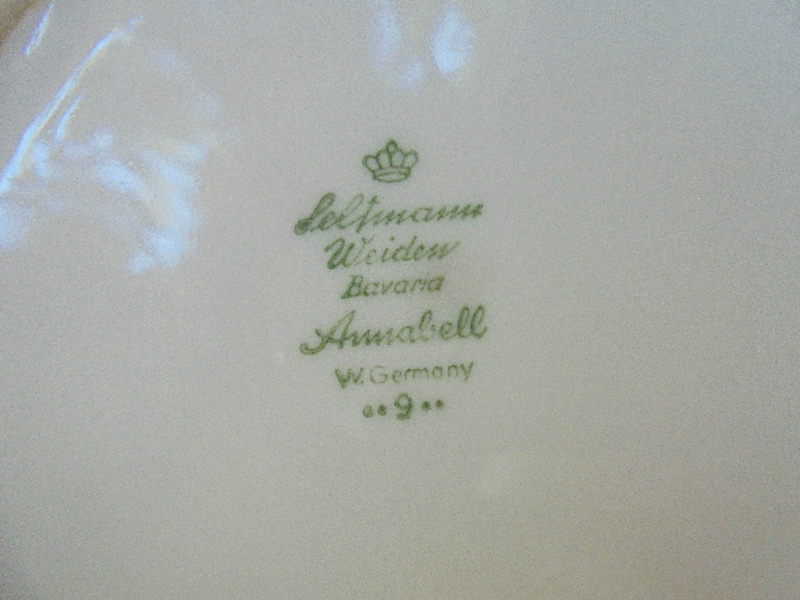 Seltmann
Weiden
Bavaria
Annabell
W. Germany
•• 9 ••